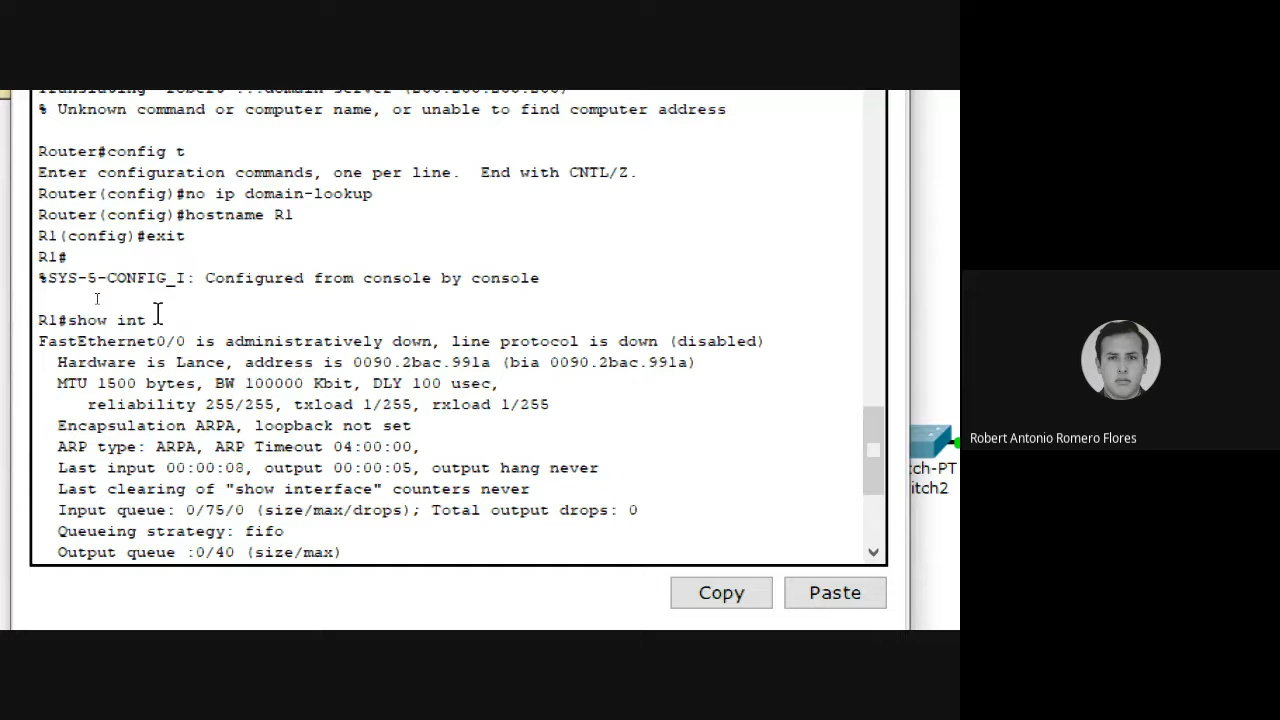 % Unknown command or computer name, or unable to find computer address
Router#config t
Enter configuration commands, one per line.  End with CNTL/Z.
Router(config)#no ip domain-lookup
Router(config)#hostname R1
R1(config)#exit
R1#
%SYS-5-CONFIG_I: Configured from console by console
R1#show int
FastEthernet0/0 is administratively down, line protocol is down (disabled)
Hardware is Lance, address is 0090.2bac.991a (bia 0090.2bac.991a)
MTU 1500 bytes, BW 100000 Kbit, DLY 100 usec,
reliability 255/255, txload 1/255, rxload 1/255
Encapsulation ARPA, loopback not set
ARP type: ARPA, ARP Timeout 04:00:00,
Last input 00:00:08, output 00:00:05, output hang never
Last clearing of "show interface" counters never
Input queue: 0/75/0 (size/max/drops); Total output drops: 0
Queueing strategy: fifo
Output queue :0/40 (size/max)
Copy
Paste
tch-PT
itch2
Robert Antonio Romero Flores